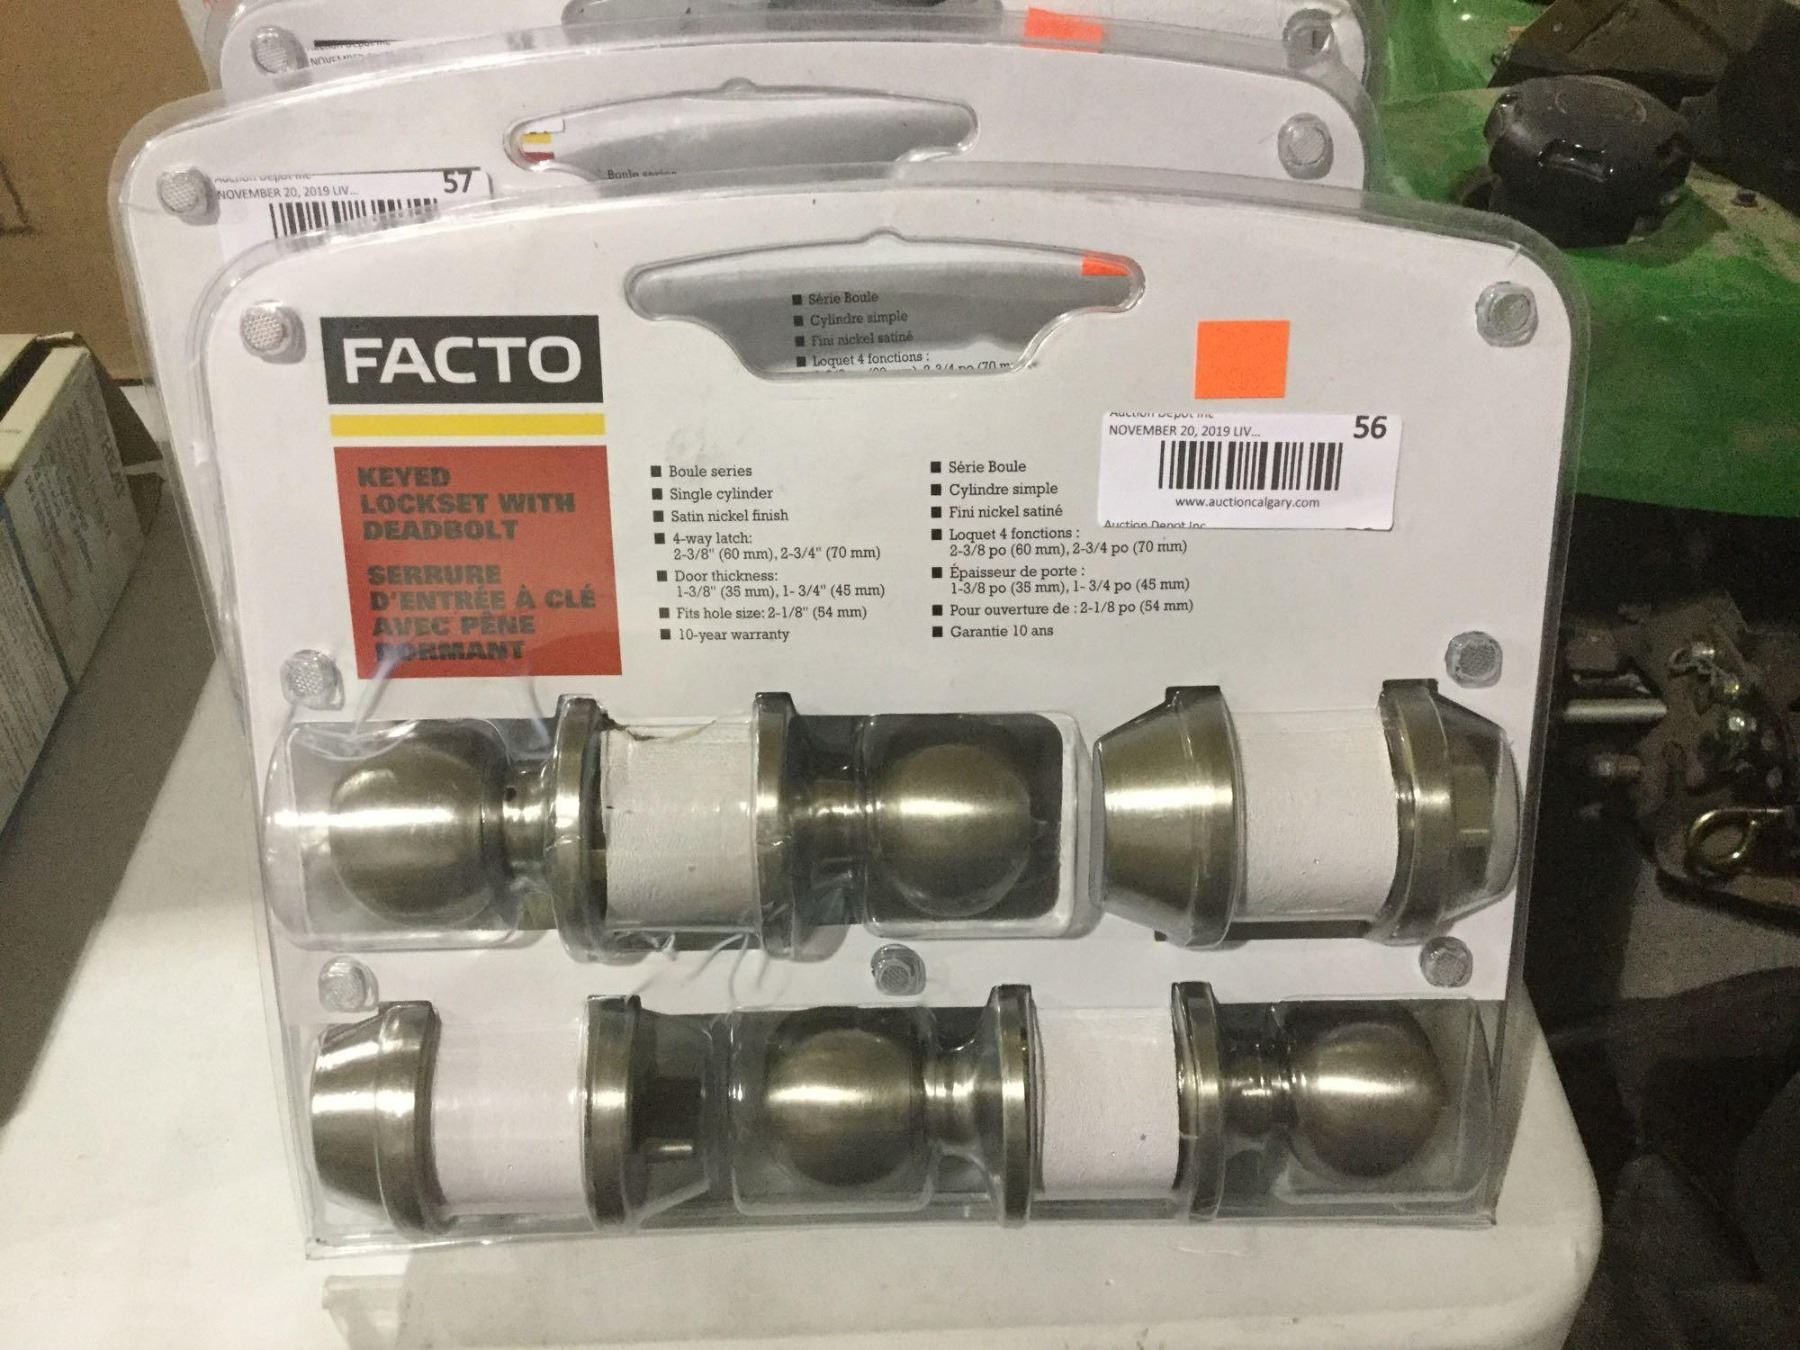 NOVEMBER 20, 2019 LIV...
57
Boule series
■ Série Boule
■ Cylindre simple
■ Fini nickel satiné
■ Loquet 4 fonctions :
FACTO
KEYED
LOCKSET WITH
DEADBOLT
SERRURE
D'ENTRÉE À CLÉ
AVEC PÊNE
DORMANT
■ Boule series
■ Single cylinder
■ Satin nickel finish
■ 4-way latch:
2-3/8" (60 mm), 2-3/4" (70 mm)
■ Door thickness:
1-3/8" (35 mm), 1- 3/4" (45 mm)
■ Fits hole size: 2-1/8" (54 mm)
■ 10-year warranty
■ Série Boule
■ Cylindre simple
■ Fini nickel satiné
■ Loquet 4 fonctions :
2-3/8 po (60 mm), 2-3/4 po (70 mm)
■ Épaisseur de porte :
1-3/8 po (35 mm), 1- 3/4 po (45 mm)
■ Pour ouverture de : 2-1/8 po (54 mm)
■ Garantie 10 ans
Auction Depot Inc
NOVEMBER 20, 2019 LIV...
56
www.auctioncalgary.com
Auction Depot Inc